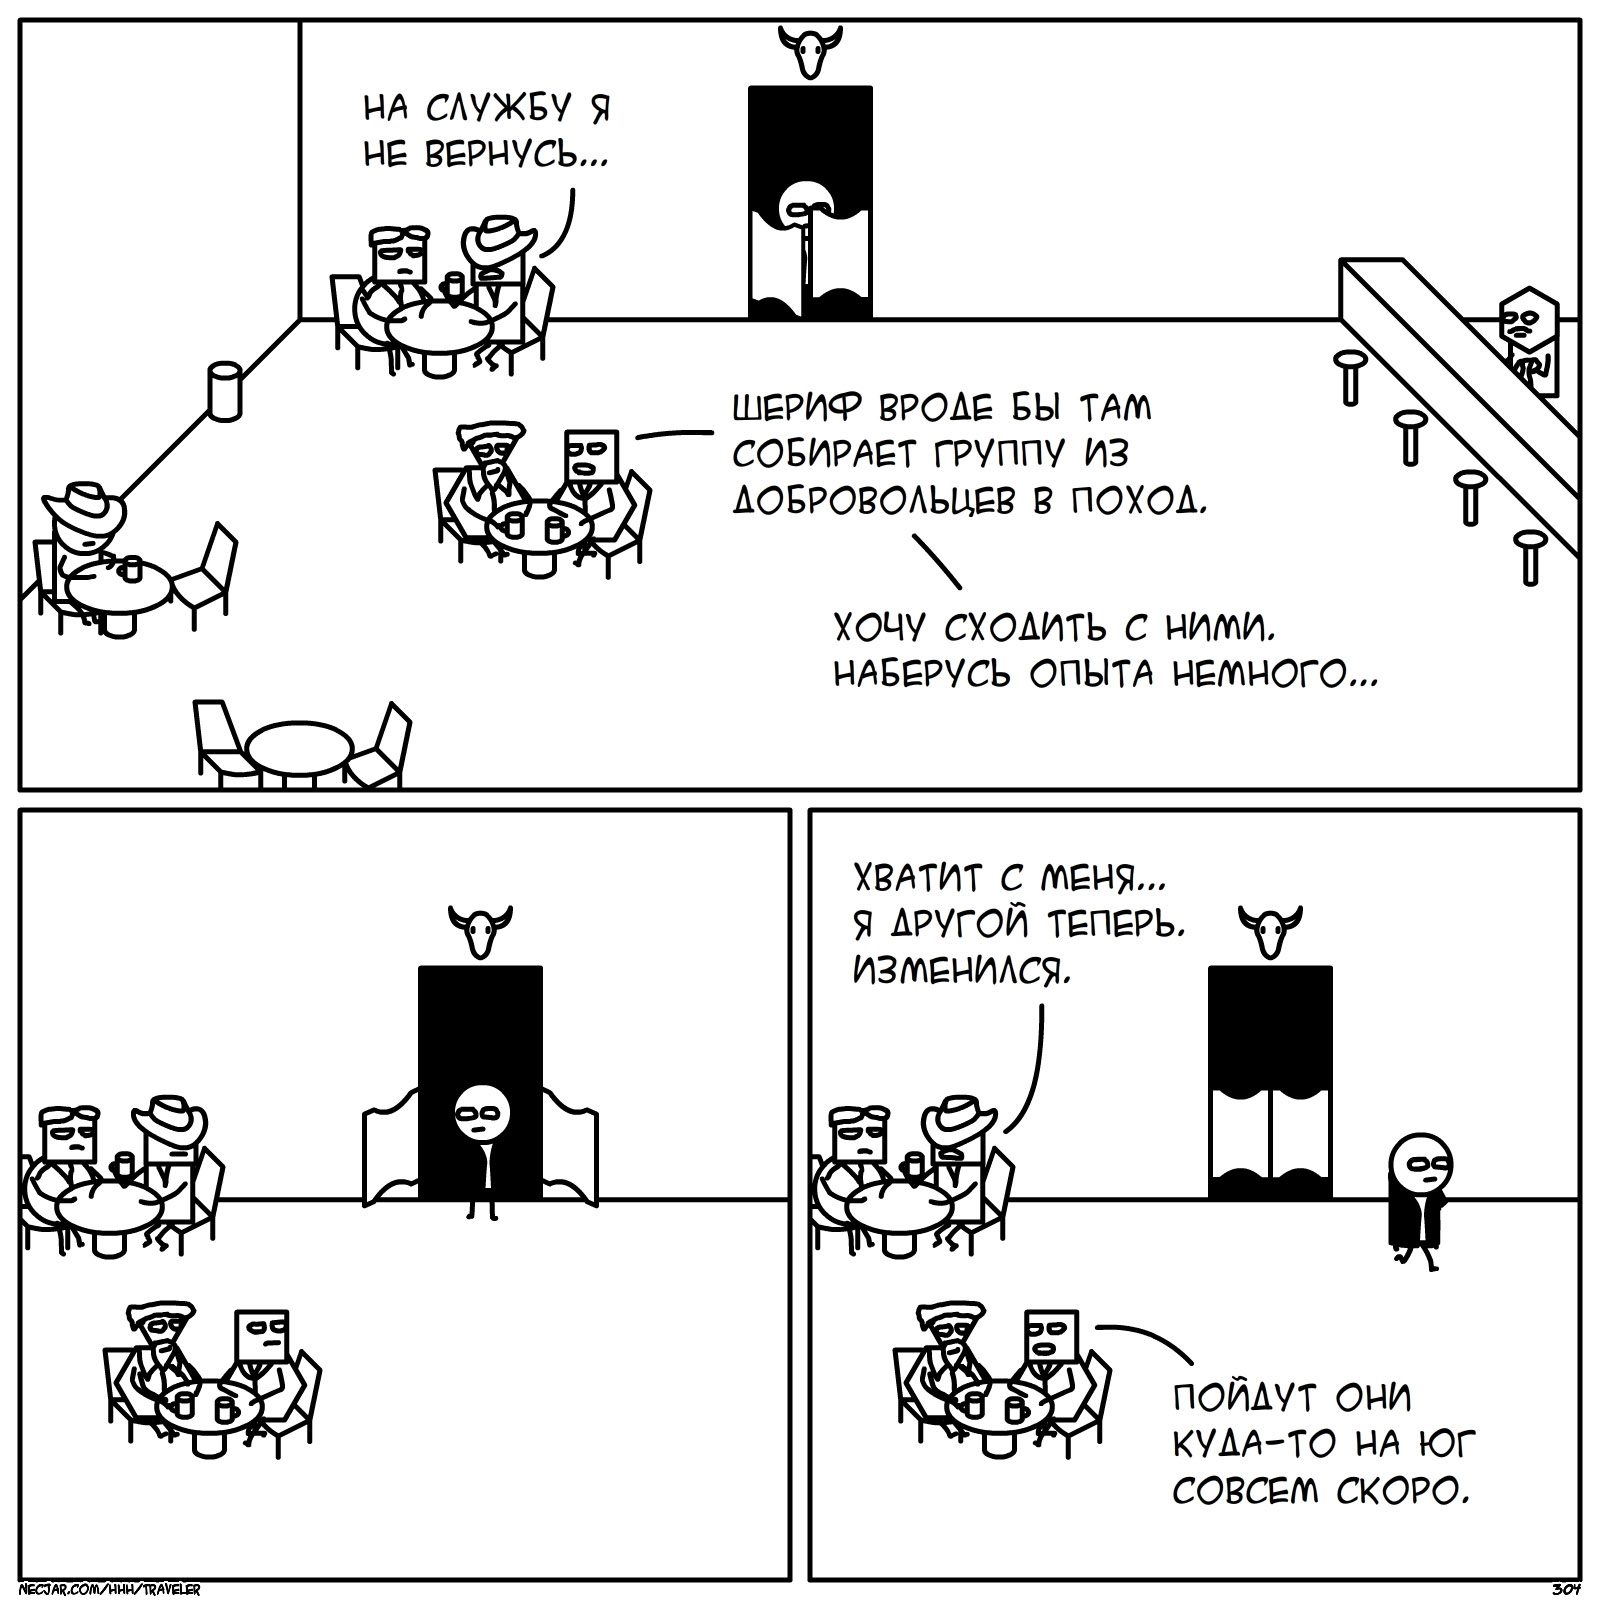 НА СЛУЖБУ Я
НЕ ВЕРНУСЬ...
ШЕРИФ ВРОДЕ БЫ ТАМ
СОБИРАЕТ ГРУППУ ИЗ
ДОБРОВОЛЬЦЕВ В ПОХОД.
ХОЧУ СХОДИТЬ С НИМИ.
НАБЕРУСЬ ОПЫТА НЕМНОГО...
ХВАТИТ С МЕНЯ...
Я ДРУГОЙ ТЕПЕРЬ.
ИЗМЕНИЛСЯ.
ПОЙДУТ ОНИ
КУДА-ТО НА ЮГ
СОВСЕМ СКОРО.
NECJAR.COM/HHH/TRAVELER
304